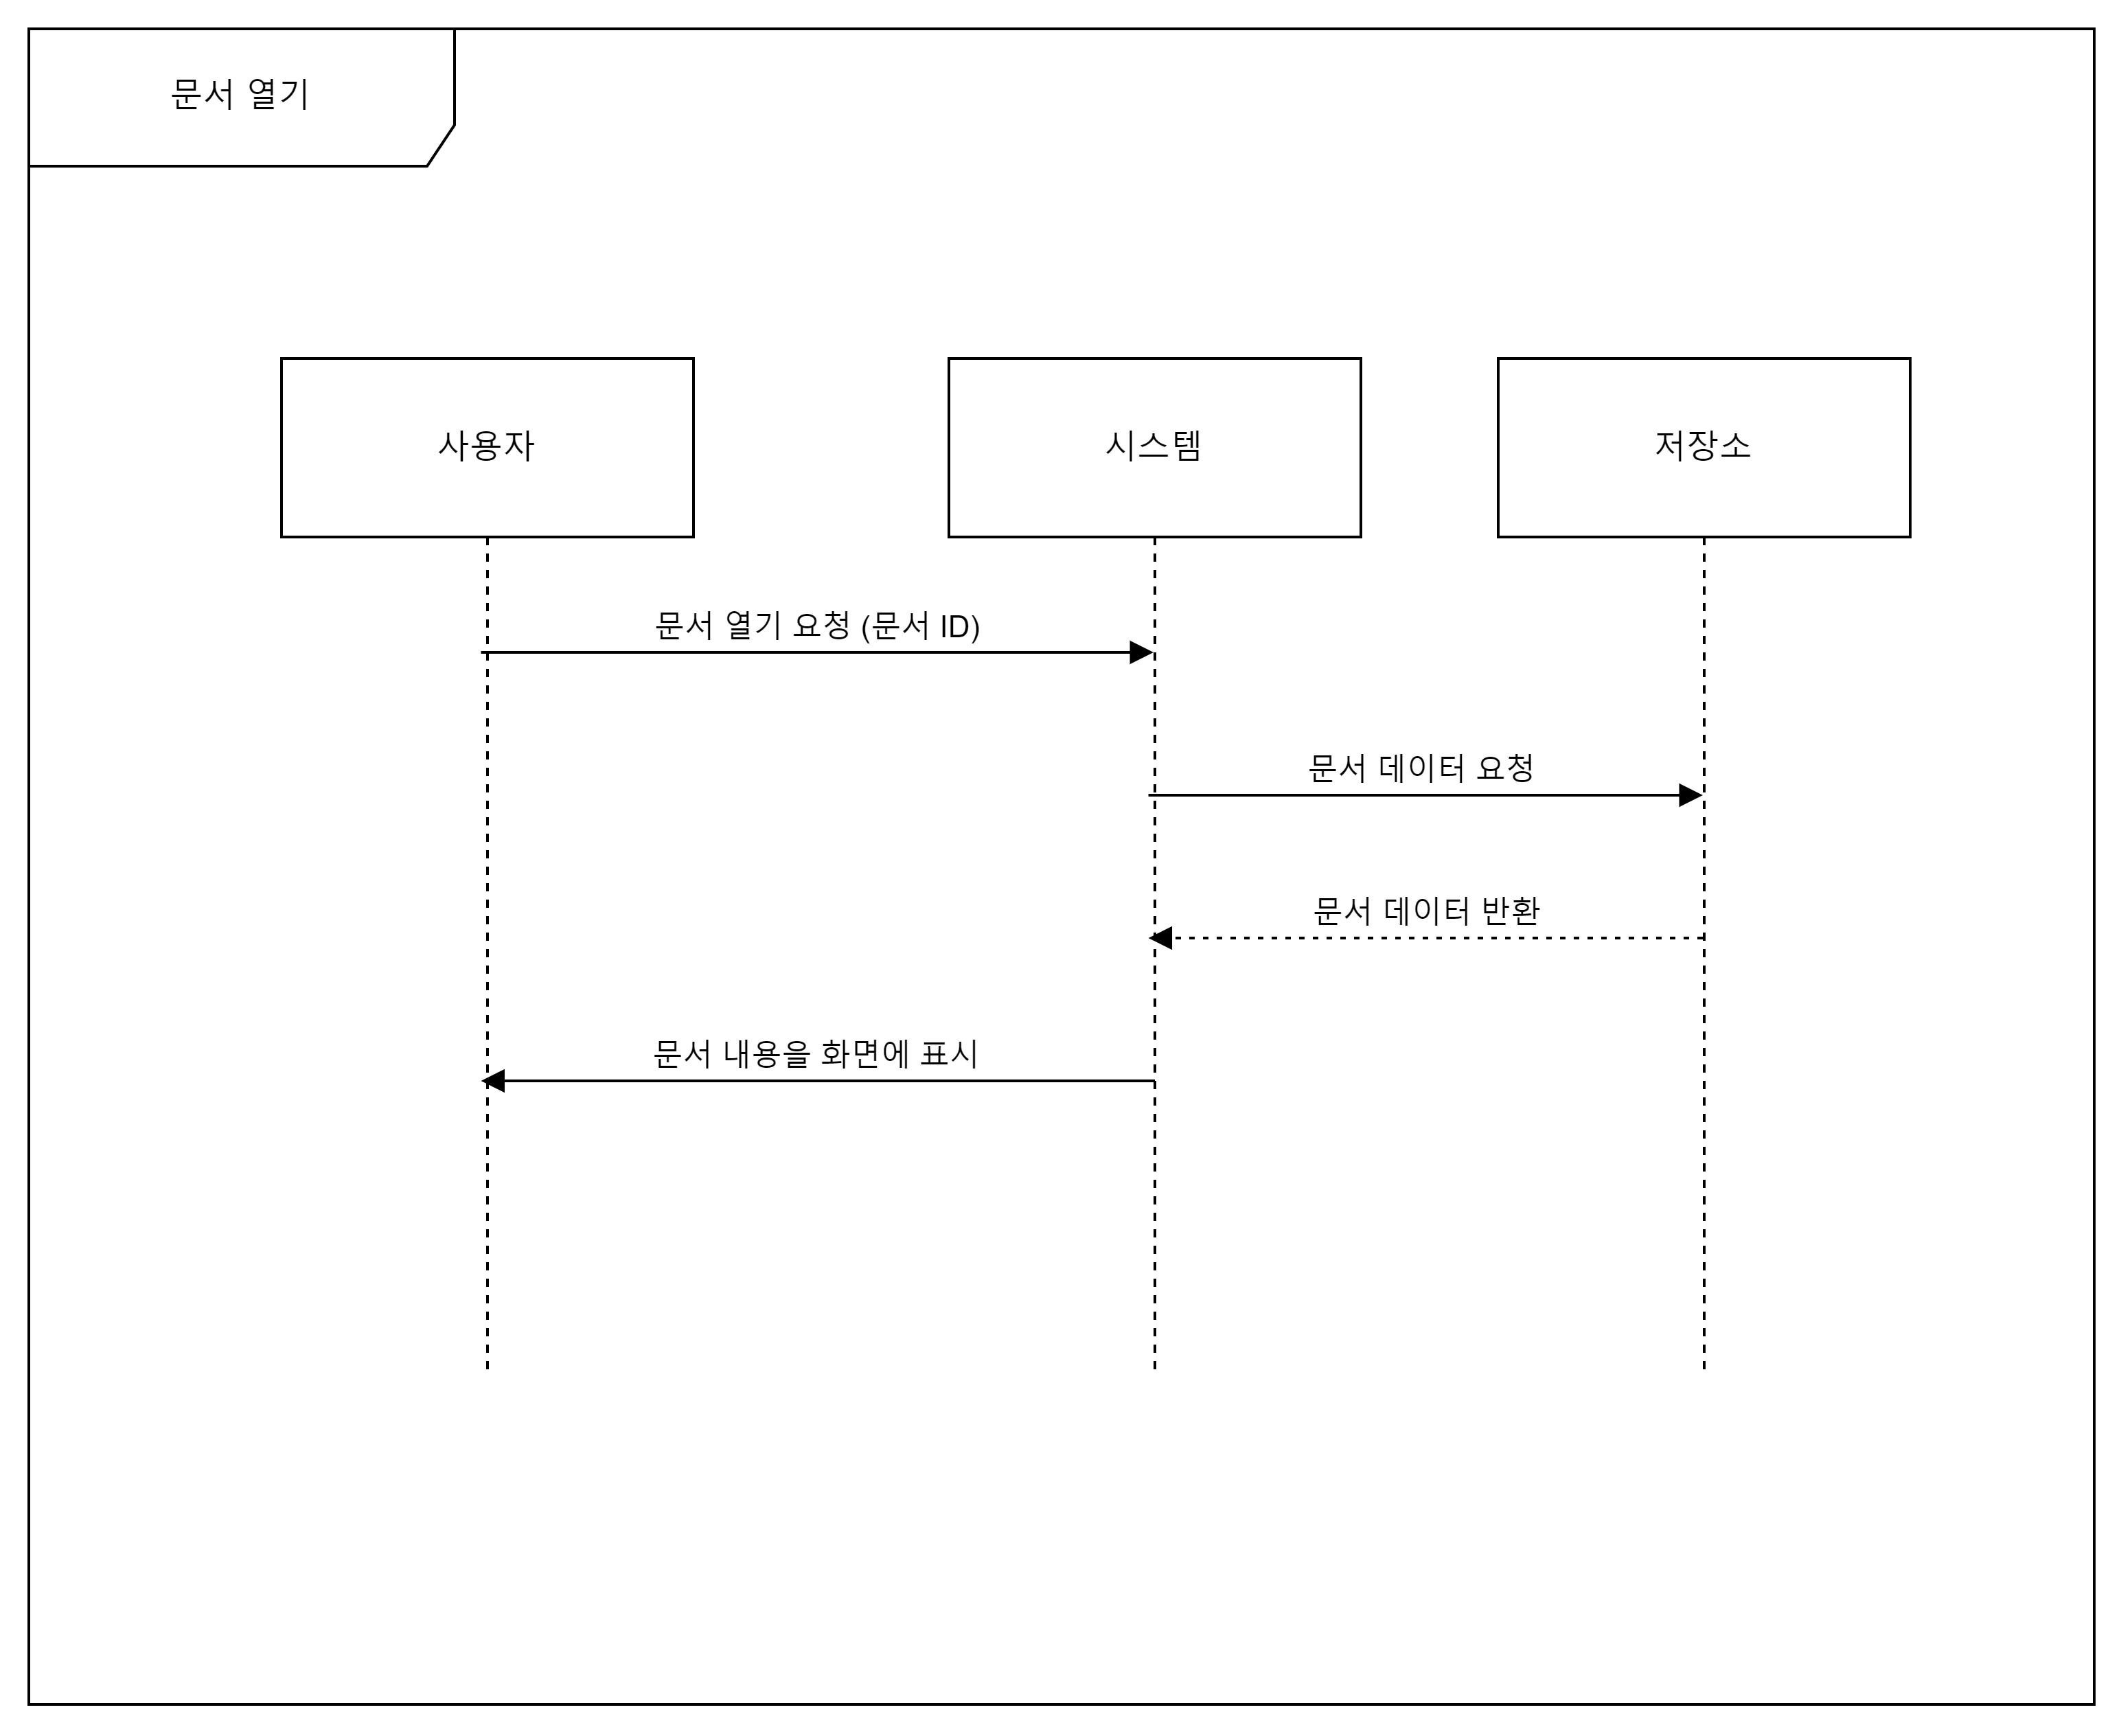 문서 열기
사용자
시스템
저장소
문서 열기 요청 (문서 ID)
문서 데이터 요청
문서 데이터 반환
문서 내용을 화면에 표시